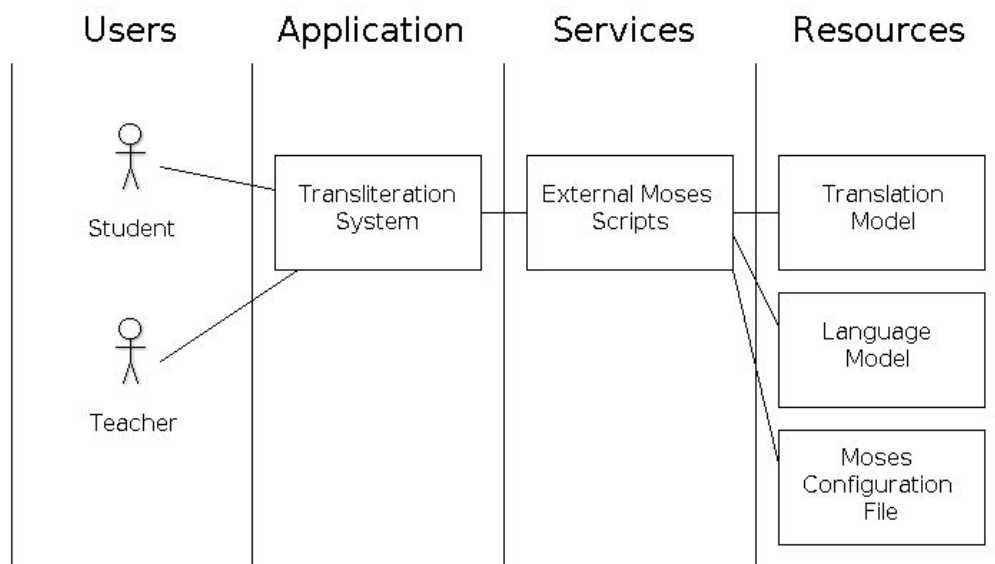 Users Application Services Resources
Student
Teacher
Transliteration
System
External Moses
Scripts
Translation
Model
Language
Model
Moses
Configuration
File